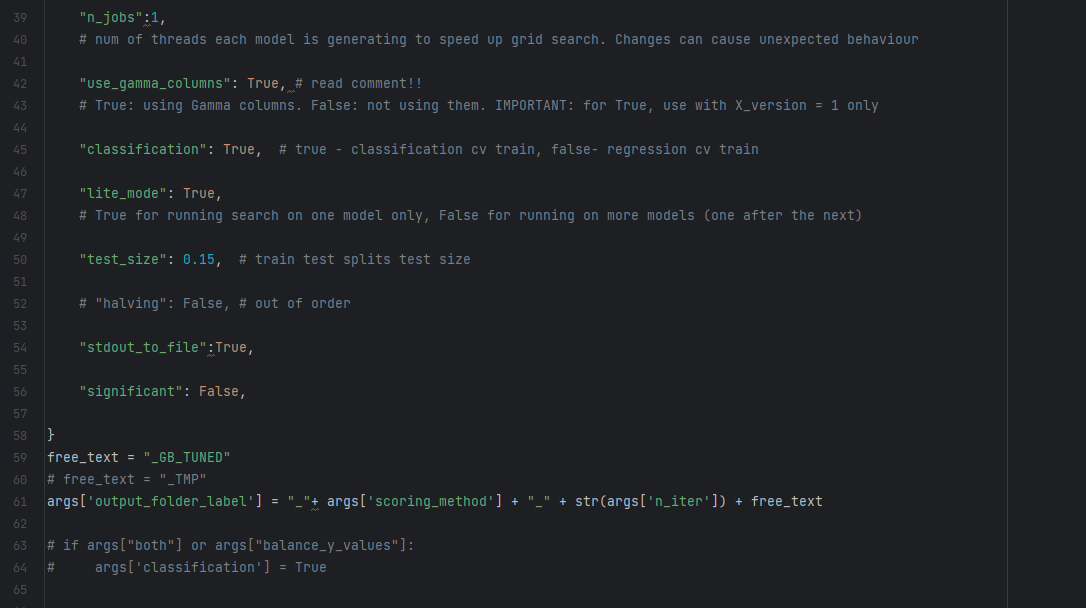 39 "n_jobs":1,
40 # num of threads each model is generating to speed up grid search. Changes can cause unexpected behaviour
41
42 "use_gamma_columns": True, # read comment!!
43 # True: using Gamma columns. False: not using them. IMPORTANT: for True, use with X_version = 1 only
44
45 "classification": True,  # true - classification cv train, false- regression cv train
46
47 "lite_mode": True,
48 # True for running search on one model only, False for running on more models (one after the next)
49
50 "test_size": 0.15,  # train test splits test size
51
52 # "halving": False, # out of order
53
54 "stdout_to_file":True,
55
56 "significant": False,
57
58 }
59 free_text = "_GB_TUNED"
60 # free_text = "_TMP"
61 args['output_folder_label'] = "_"+ args['scoring_method'] + "_" + str(args['n_iter']) + free_text
62
63 # if args["both"] or args["balance_y_values"]:
64 #     args['classification'] = True
65